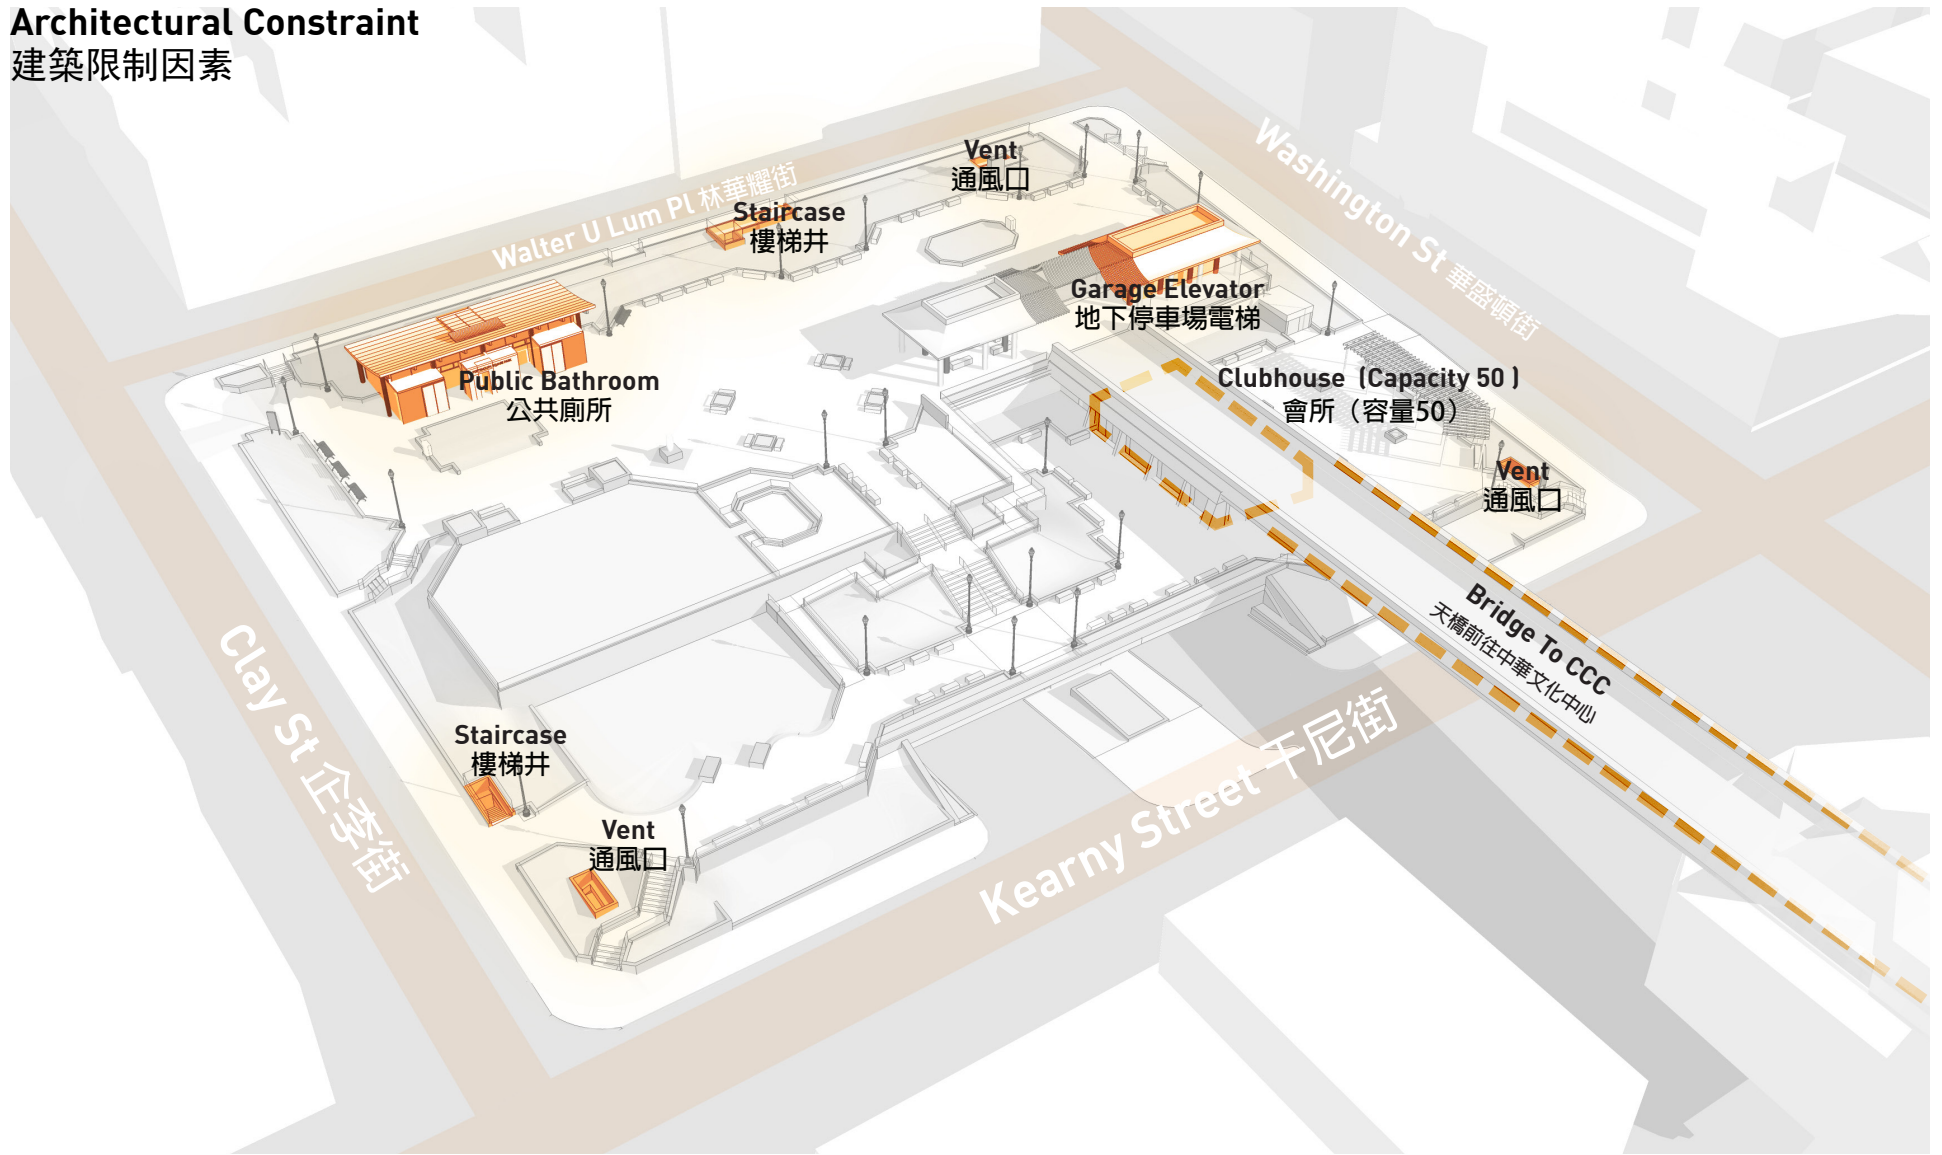 Architectural Constraint
建築限制因素
Vent
通風口
Washington St 華盛頓街
Walter U Lum Pl 林華耀街
Staircase
樓梯井
Garage Elevator
地下停車場電梯
Public Bathroom
公共廁所
Clubhouse (Capacity 50 )
會所（容量50）
Vent
通風口
Bridge To CCC
天橋前往中華文化中心
Clay St 企李街
Kearny Street 干尼街
Staircase
樓梯井
Vent
通風口